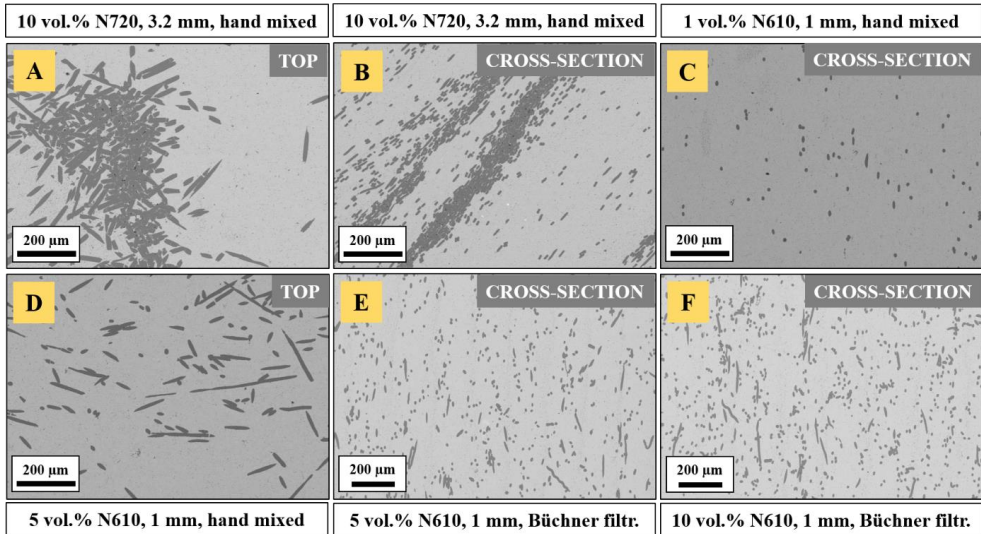 10 vol.% N720, 3.2 mm, hand mixed
10 vol.% N720, 3.2 mm, hand mixed
1 vol.% N610, 1 mm, hand mixed
A
TOP
200 µm
B
CROSS-SECTION
200 µm
C
CROSS-SECTION
200 µm
D
TOP
200 µm
E
CROSS-SECTION
200 µm
F
CROSS-SECTION
200 µm
5 vol.% N610, 1 mm, hand mixed
5 vol.% N610, 1 mm, Büchner filtr.
10 vol.% N610, 1 mm, Büchner filtr.